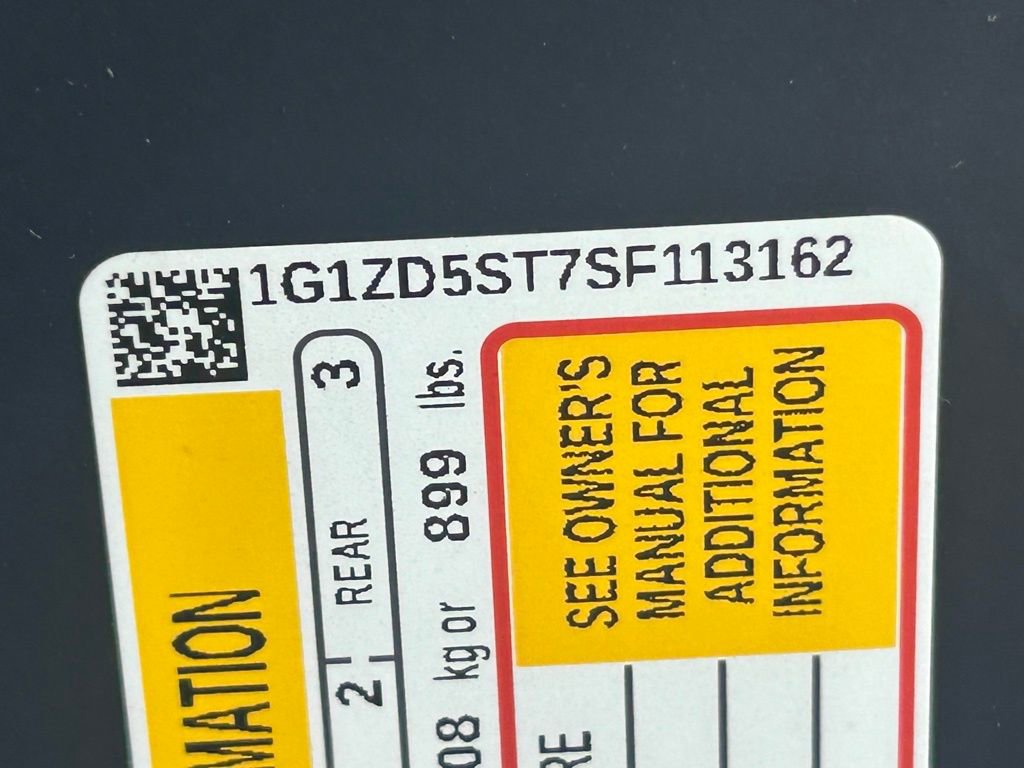 1G1ZD5ST7SF113162
SEE OWNER'S
MANUAL FOR
ADDITIONAL
INFORMATION
MATION
2 REAR 3
08 kg or 899 lbs.
RE